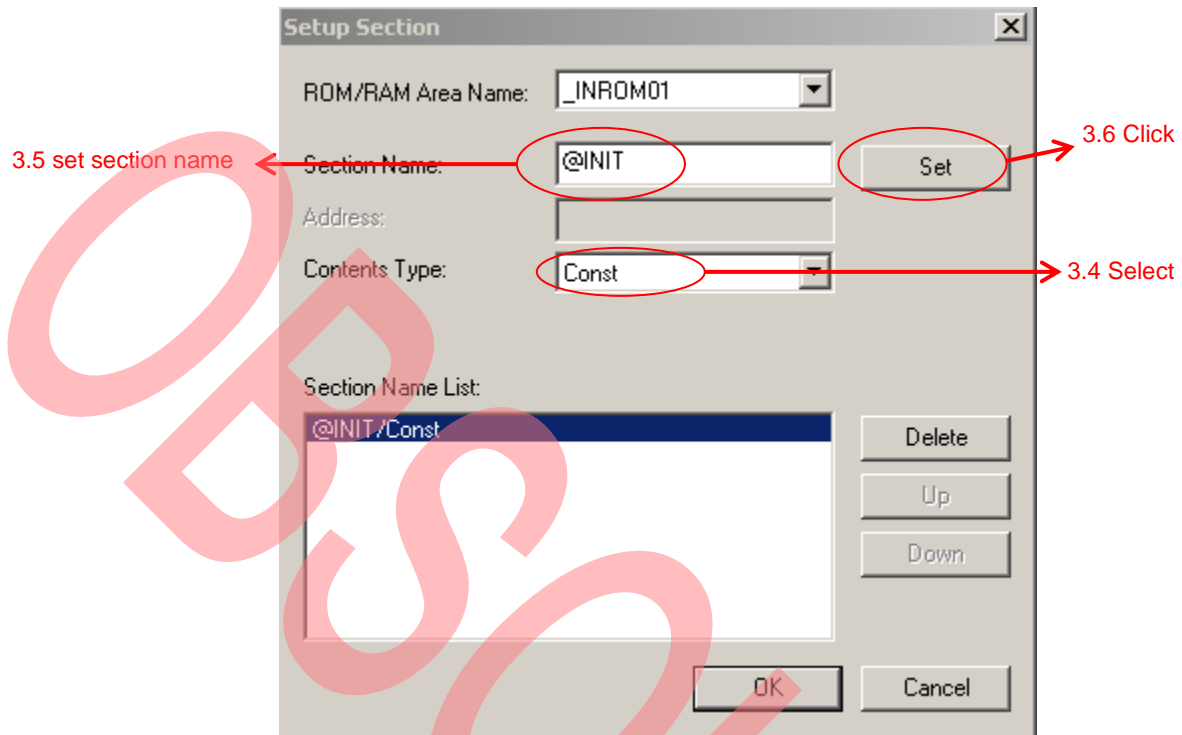 Setup Section
ROM/RAM Area Name: _INROM01
3.6 Click
3.5 set section name
Section Name: @INIT Set
Address:
Contents Type: Const
3.4 Select
Section Name List:
@INIT/Const
Delete
Up
Down
OK Cancel
OBSO